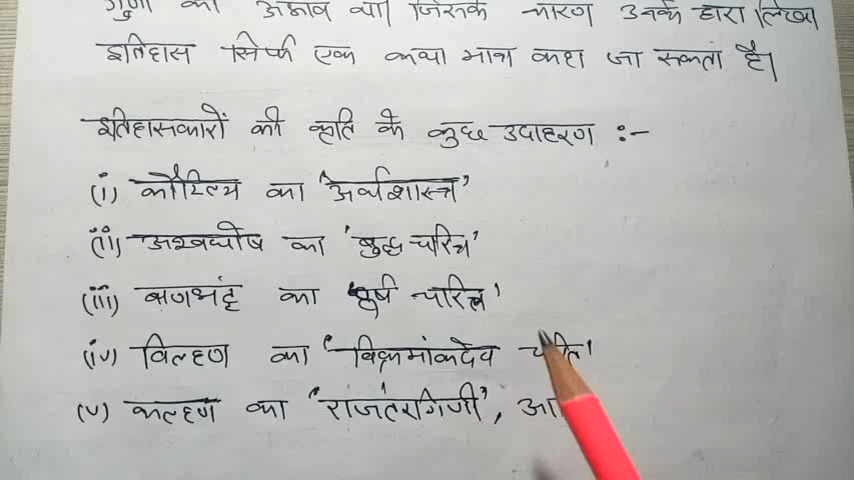 गुणों का अभाव था। जिसके कारण उनके द्वारा लिखा
इतिहास सिर्फ एक कथा मात्र कहा जा सकता है।
इतिहासकारों की कृति के कुछ उदाहरण :-
(i) कौटिल्य का 'अर्थशास्त्र'
(ii) अश्वघोष का 'बुद्ध चरित्र'
(iii) बाणभट्ट का 'हर्ष चरित्र'
(iv) विल्हण का 'विक्रमांकदेव
(v) कल्हण का 'राजतरंगिणी',